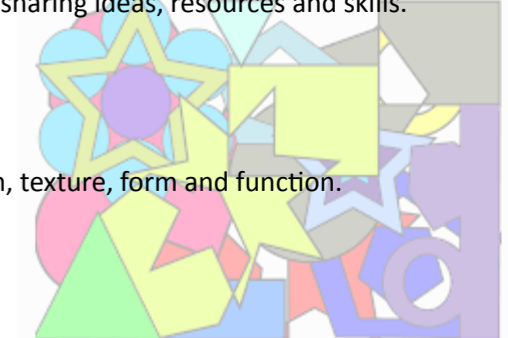 sharing ideas, resources and skills.
texture, form and function.